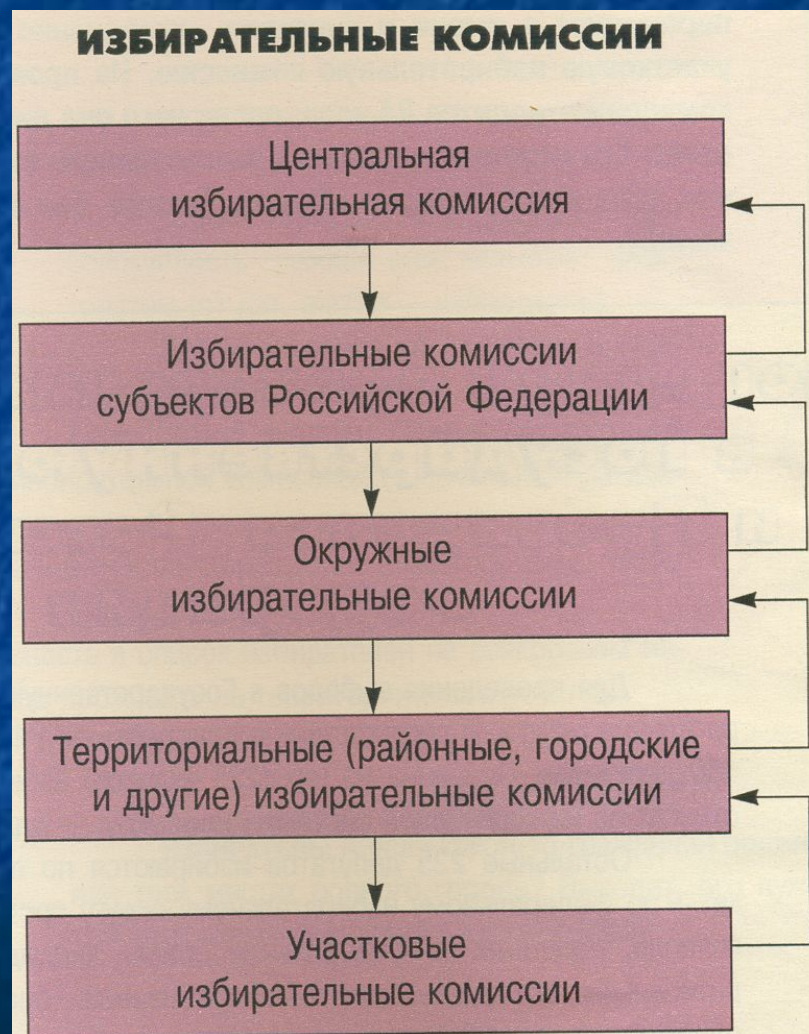 ИЗБИРАТЕЛЬНЫЕ КОМИССИИ
Центральная
избирательная комиссия
Избирательные комиссии
субъектов Российской Федерации
Окружные
избирательные комиссии
Территориальные (районные, городские
и другие) избирательные комиссии
Участковые
избирательные комиссии